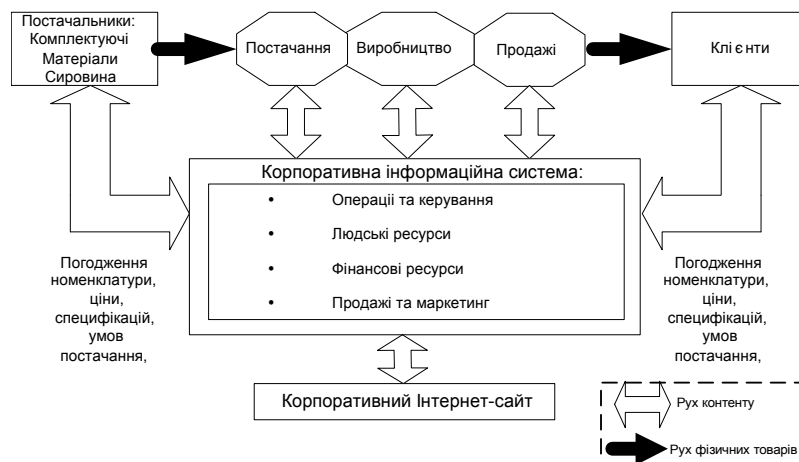 Постачальники:
Комплектуючі
Матеріали
Сировина
Постачання
Виробництво
Продажі
Клі є нти
Корпоративна інформаційна система:
• Операціі та керування
• Людські ресурси
• Фінансові ресурси
• Продажі та маркетинг
Погодження
номенклатури,
ціни,
специфікацій,
умов
постачання,
Погодження
номенклатури,
ціни,
специфікацій,
умов
постачання,
Корпоративний Інтернет-сайт
Рух контенту
Рух фізичних товарів